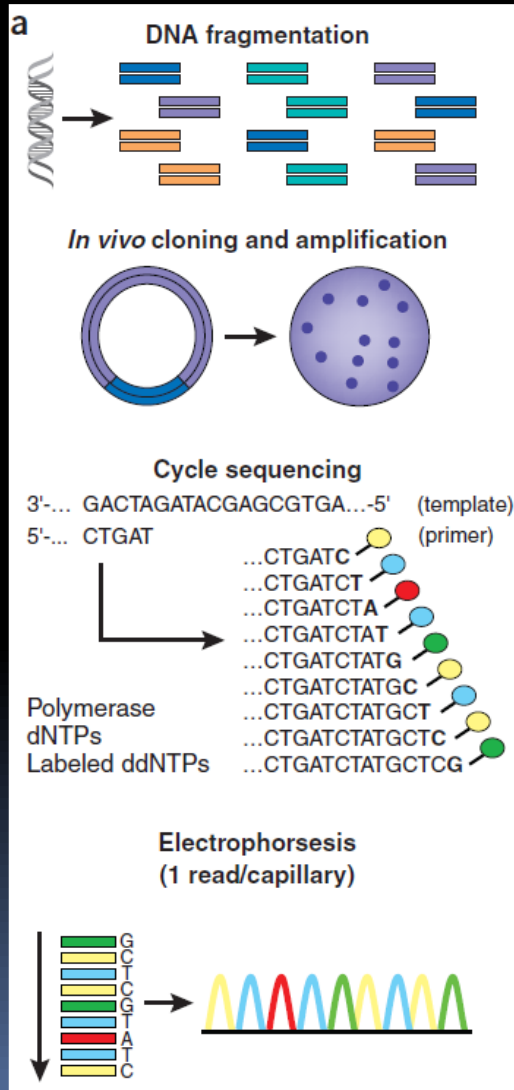 a
DNA fragmentation
In vivo cloning and amplification
Cycle sequencing
3'-... GACTAGATACGAGCGTGA...-5' (template)
5'-... CTGAT (primer)
...CTGATC
...CTGATCT
...CTGATCTA
...CTGATCTAT
...CTGATCTATG
...CTGATCTATGC
...CTGATCTATGCT
...CTGATCTATGCTC
...CTGATCTATGCTCG
Polymerase
dNTPs
Labeled ddNTPs
Electrophorsesis
(1 read/capillary)
G
C
T
C
G
T
A
T
C